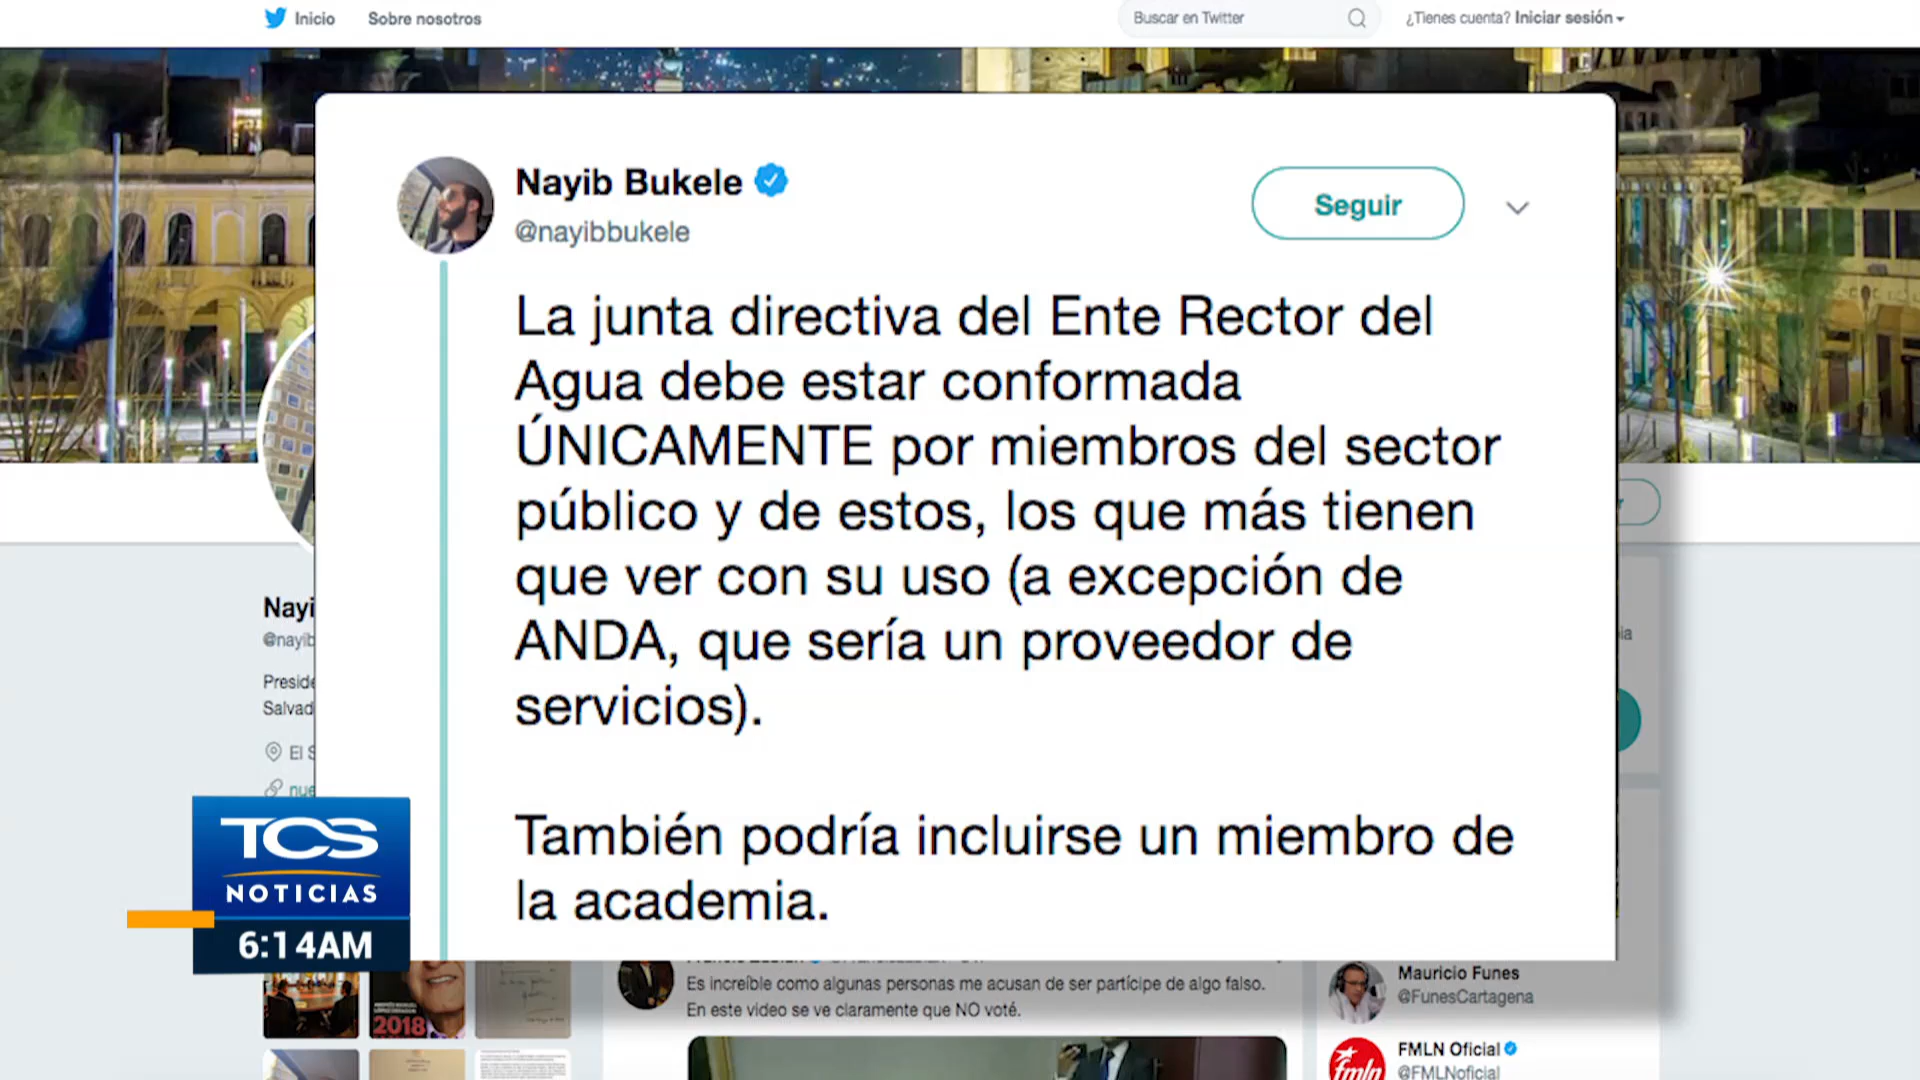 Inicio
Sobre nosotros
Buscar en Twitter
¿Tienes cuenta? Iniciar sesión
Nayib Bukele
@nayibbukele
Seguir
La junta directiva del Ente Rector del
Agua debe estar conformada
ÚNICAMENTE por miembros del sector
público y de estos, los que más tienen
que ver con su uso (a excepción de
ANDA, que sería un proveedor de
servicios).
También podría incluirse un miembro de
la academia.
Nayi
@nayib
Preside
Salvad
El S
nue
TCS
NOTICIAS
6:14AM
2018
Es increíble como algunas personas me acusan de ser partícipe de algo falso.
En este video se ve claramente que NO voté.
Mauricio Funes
@FunesCartagena
FMLN Oficial
@FMLNoficial
fmln